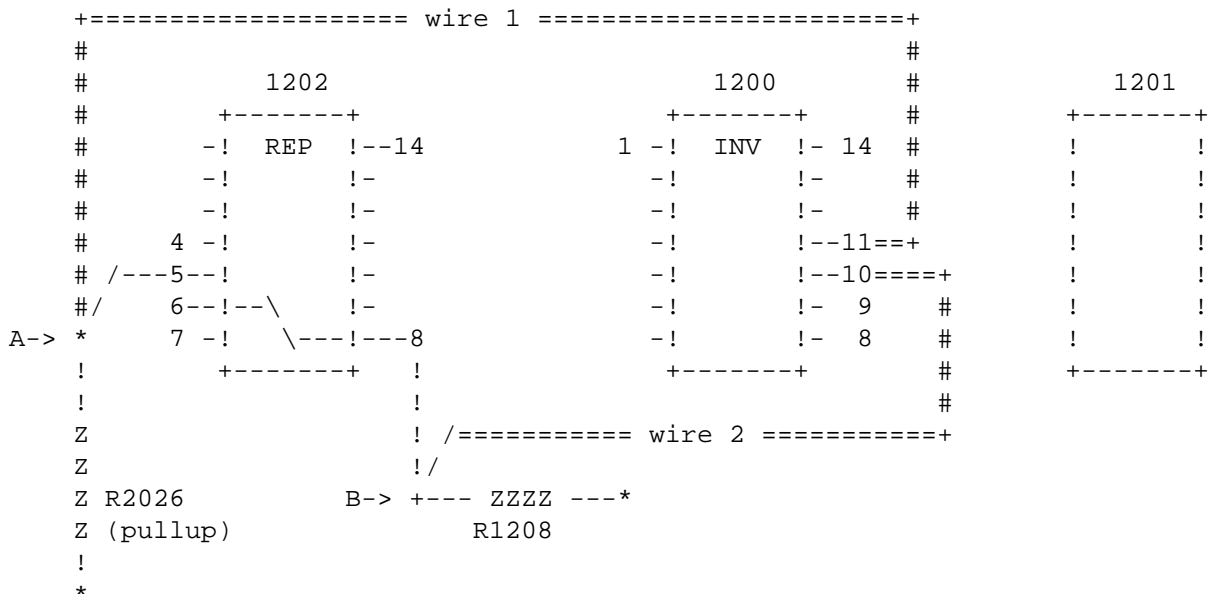 +==================== wire 1 =======================+
#                                                   #
#           1202                       1200         #            1201
#        +-------+                   +-------+      #         +-------+
#       -!  REP  !--14            1 -!  INV  !- 14  #         !       !
#       -!       !-                 -!       !-     #         !       !
#       -!       !-                 -!       !-     #         !       !
#     4 -!       !-                 -!       !--11==+         !       !
# /---5--!       !-                 -!       !--10====+       !       !
#/    6--!--\    !-                 -!       !-  9    #       !       !
A-> *     7 -!   \---!---8              -!       !-  8    #       !       !
!        +-------+   !               +-------+        #       +-------+
!                    !                                #
Z                    ! /=========== wire 2 ===========+
Z                    !/
Z R2026          B-> +--- ZZZZ ---*
Z (pullup)               R1208
!
*